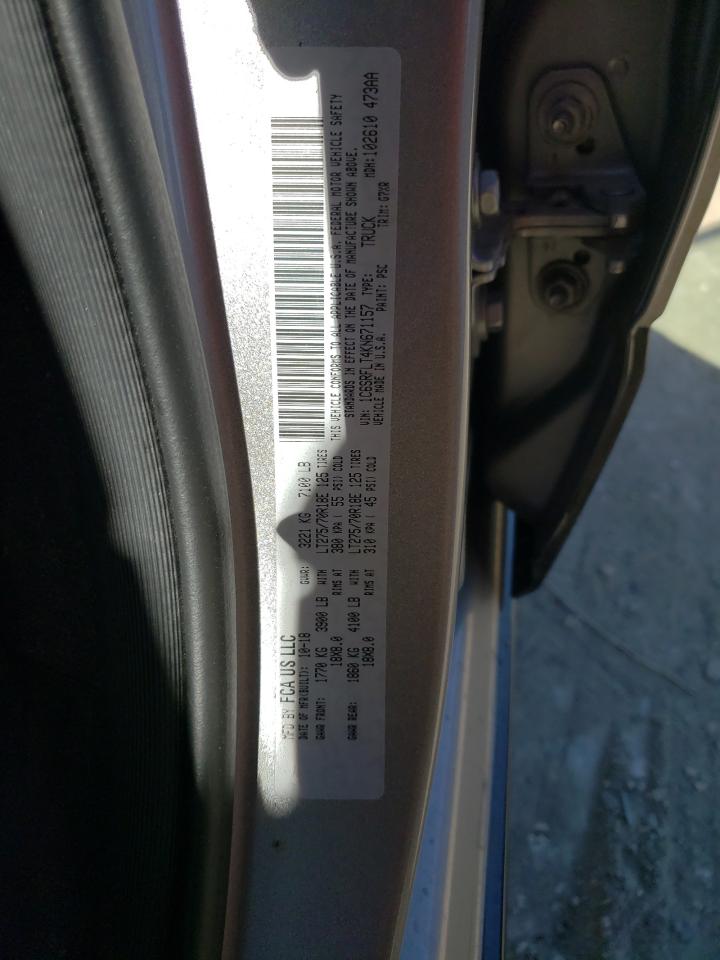 MFD BY FCA US LLC
DATE OF MFR(BUILT): 10-18 GVWR: 3221 KG 7100 LB
GAWR FRONT: 1770 KG 3900 LB WITH LT275/70R18E 125 TIRES
18X8.0 RIMS AT 380 KPA ( 55 PSI) COLD
GAWR REAR: 1860 KG 4100 LB WITH LT275/70R18E 125 TIRES
18X8.0 RIMS AT 310 KPA ( 45 PSI) COLD
THIS VEHICLE CONFORMS TO ALL APPLICABLE U.S.A. FEDERAL MOTOR VEHICLE SAFETY
STANDARDS IN EFFECT ON THE DATE OF MANUFACTURE SHOWN ABOVE.
VIN: 1C6SRFLT4KN671157 TYPE: TRUCK MDH:102610 473AA
VEHICLE MADE IN U.S.A. PAINT: PSC TRIM: G7XR